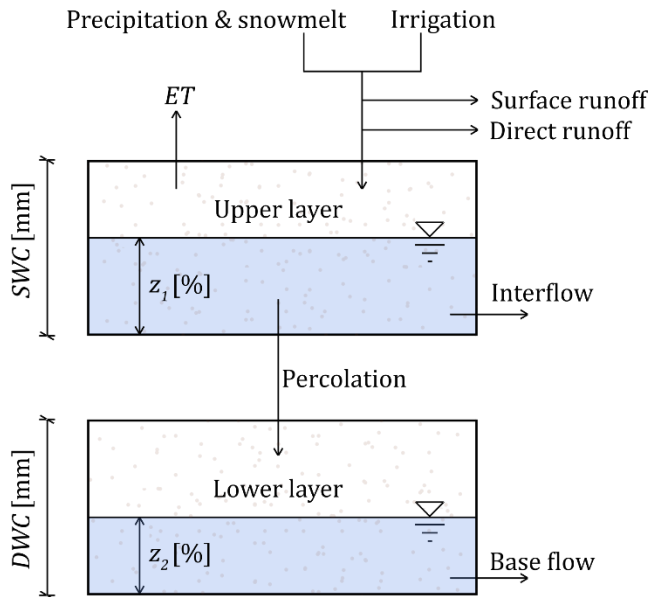 Precipitation & snowmelt
Irrigation
Surface runoff
ET
Direct runoff
SWC [mm]
Upper layer
z1 [%]
Interflow
Percolation
DWC [mm]
Lower layer
z2 [%]
Base flow